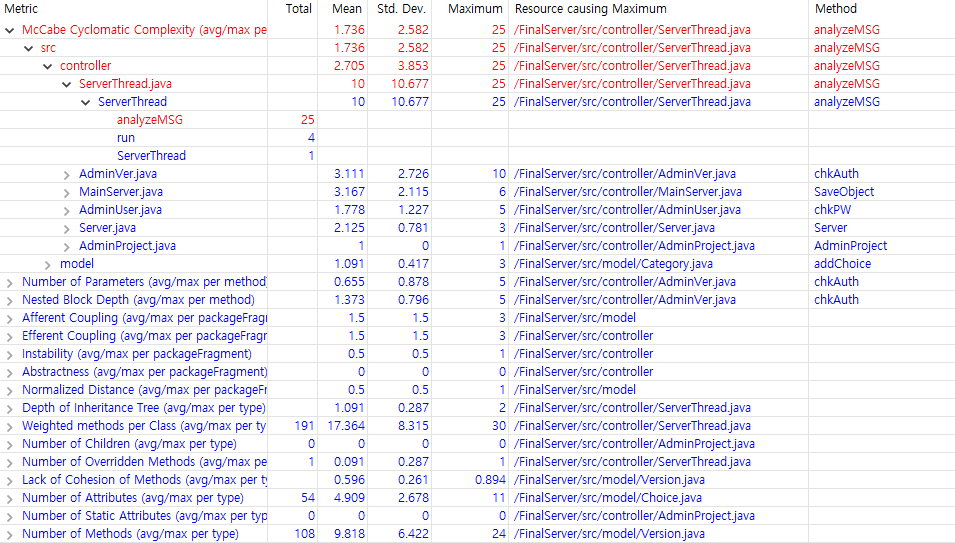 Metric Total Mean Std. Dev. Maximum Resource causing Maximum Method
McCabe Cyclomatic Complexity (avg/max pe 1.736 2.582 25 /FinalServer/src/controller/ServerThread.java analyzeMSG
src 1.736 2.582 25 /FinalServer/src/controller/ServerThread.java analyzeMSG
controller 2.705 3.853 25 /FinalServer/src/controller/ServerThread.java analyzeMSG
ServerThread.java 10 10.677 25 /FinalServer/src/controller/ServerThread.java analyzeMSG
ServerThread 10 10.677 25 /FinalServer/src/controller/ServerThread.java analyzeMSG
analyzeMSG 25
run 4
ServerThread 1
AdminVer.java 3.111 2.726 10 /FinalServer/src/controller/AdminVer.java chkAuth
MainServer.java 3.167 2.115 6 /FinalServer/src/controller/MainServer.java SaveObject
AdminUser.java 1.778 1.227 5 /FinalServer/src/controller/AdminUser.java chkPW
Server.java 2.125 0.781 3 /FinalServer/src/controller/Server.java Server
AdminProject.java 1 0 1 /FinalServer/src/controller/AdminProject.java AdminProject
model 1.091 0.417 3 /FinalServer/src/model/Category.java addChoice
Number of Parameters (avg/max per method) 0.655 0.878 5 /FinalServer/src/controller/AdminVer.java chkAuth
Nested Block Depth (avg/max per method) 1.373 0.796 5 /FinalServer/src/controller/AdminVer.java chkAuth
Afferent Coupling (avg/max per packageFragr 1.5 1.5 3 /FinalServer/src/model
Efferent Coupling (avg/max per packageFragr 1.5 1.5 3 /FinalServer/src/controller
Instability (avg/max per packageFragment) 0.5 0.5 1 /FinalServer/src/controller
Abstractness (avg/max per packageFragment) 0 0 0 /FinalServer/src/controller
Normalized Distance (avg/max per packageFr 0.5 0.5 1 /FinalServer/src/model
Depth of Inheritance Tree (avg/max per type) 1.091 0.287 2 /FinalServer/src/controller/ServerThread.java
Weighted methods per Class (avg/max per ty 191 17.364 8.315 30 /FinalServer/src/controller/ServerThread.java
Number of Children (avg/max per type) 0 0 0 0 /FinalServer/src/controller/AdminProject.java
Number of Overridden Methods (avg/max pe 1 0.091 0.287 1 /FinalServer/src/controller/ServerThread.java
Lack of Cohesion of Methods (avg/max per ty 0.596 0.261 0.894 /FinalServer/src/model/Version.java
Number of Attributes (avg/max per type) 54 4.909 2.678 11 /FinalServer/src/model/Choice.java
Number of Static Attributes (avg/max per typ 0 0 0 0 /FinalServer/src/controller/AdminProject.java
Number of Methods (avg/max per type) 108 9.818 6.422 24 /FinalServer/src/model/Version.java